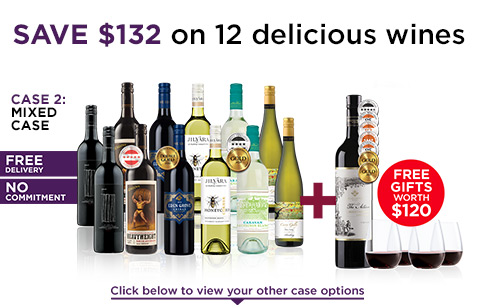 SAVE $132 on 12 delicious wines
CASE 2:
MIXED
CASE
FREE
DELIVERY
NO
COMMITMENT
GOLD
FREE
GIFTS
WORTH
$120
Click below to view your other case options